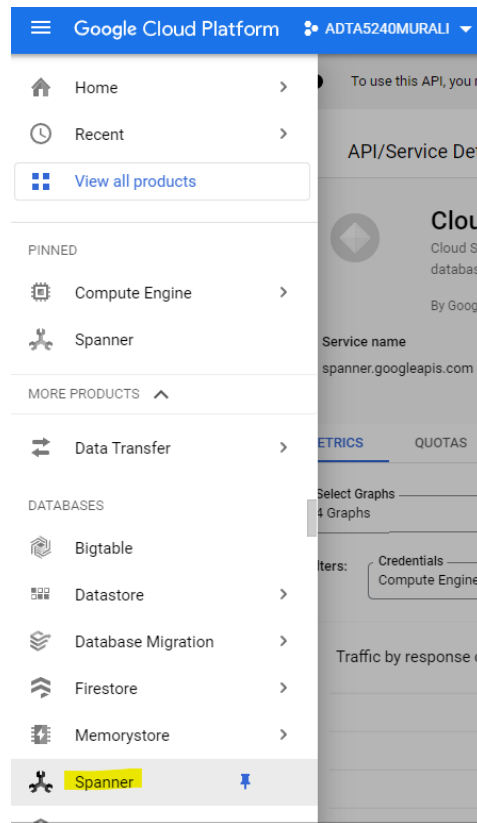 Google Cloud Platform ADTA5240MURALI
Home
Recent
View all products
PINNED
Compute Engine
Spanner
MORE PRODUCTS
Data Transfer
DATABASES
Bigtable
Datastore
Database Migration
Firestore
Memorystore
Spanner
To use this API, you
API/Service De
Clou
Cloud S
databas
By Goog
Service name
spanner.googleapis.com
ETRICS QUOTAS
Select Graphs
4 Graphs
lters:
Credentials
Compute Engine
Traffic by response